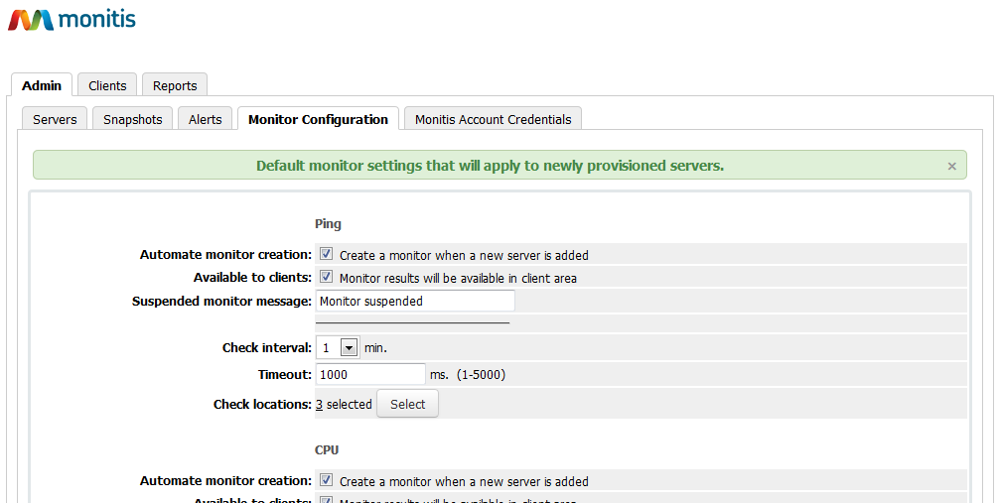 monitis
Admin Clients Reports
Servers Snapshots Alerts Monitor Configuration Monitis Account Credentials
Default monitor settings that will apply to newly provisioned servers. ×
Ping
Automate monitor creation: Create a monitor when a new server is added
Available to clients: Monitor results will be available in client area
Suspended monitor message: Monitor suspended
Check interval: 1 min.
Timeout: 1000 ms. (1-5000)
Check locations: 3 selected Select
CPU
Automate monitor creation: Create a monitor when a new server is added
Available to clients: Monitor results will be available in client area